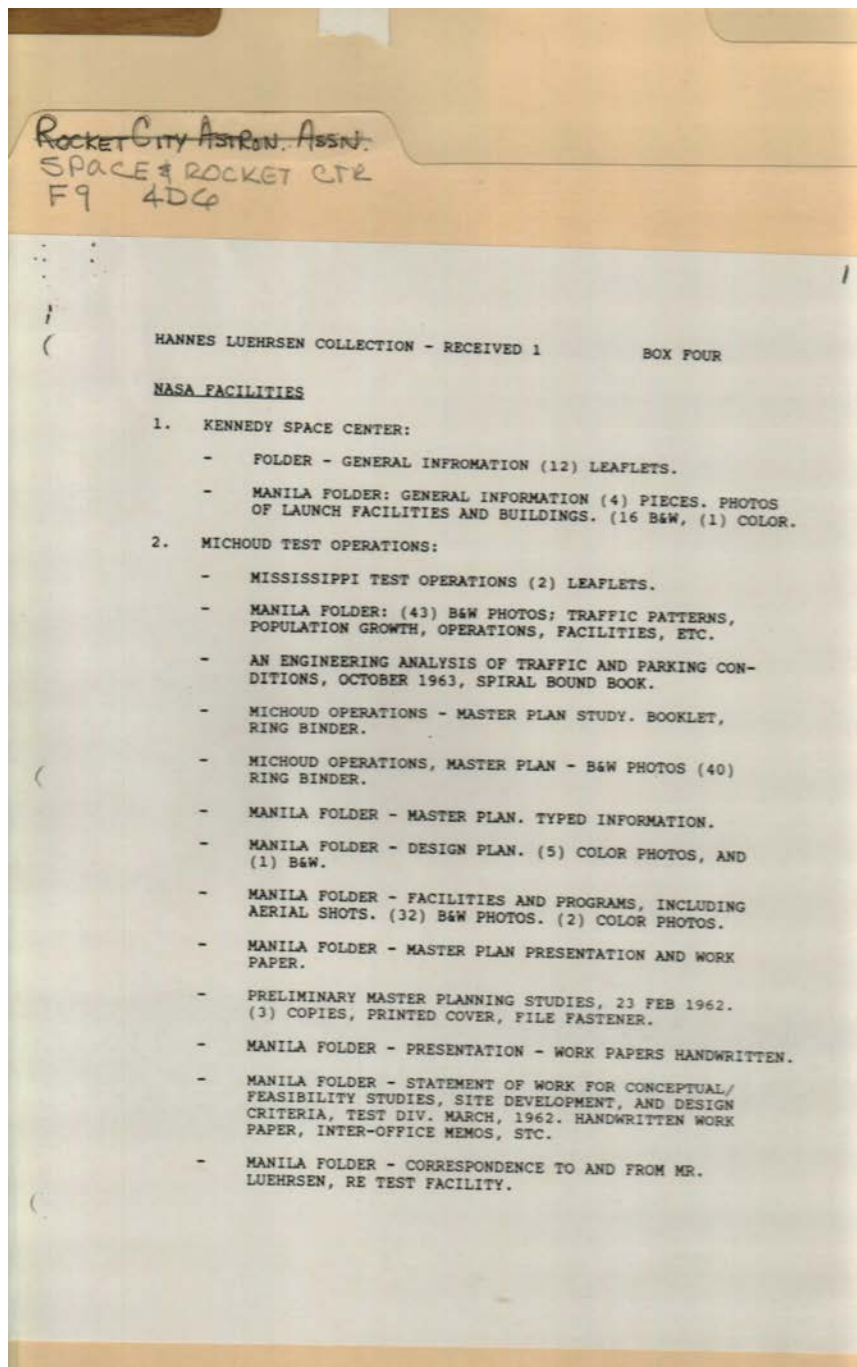 ROCKET CITY ASTRON. ASSN.
SPACE & ROCKET CTR
F9 4D6
1
HANNES LUEHRSEN COLLECTION - RECEIVED 1 BOX FOUR
NASA FACILITIES
1. KENNEDY SPACE CENTER:
- FOLDER - GENERAL INFROMATION (12) LEAFLETS.
- MANILA FOLDER: GENERAL INFORMATION (4) PIECES. PHOTOS
OF LAUNCH FACILITIES AND BUILDINGS. (16 B&W, (1) COLOR.
2. MICHOUD TEST OPERATIONS:
- MISSISSIPPI TEST OPERATIONS (2) LEAFLETS.
- MANILA FOLDER: (43) B&W PHOTOS; TRAFFIC PATTERNS,
POPULATION GROWTH, OPERATIONS, FACILITIES, ETC.
- AN ENGINEERING ANALYSIS OF TRAFFIC AND PARKING CON-
DITIONS, OCTOBER 1963, SPIRAL BOUND BOOK.
- MICHOUD OPERATIONS - MASTER PLAN STUDY. BOOKLET,
RING BINDER.
- MICHOUD OPERATIONS, MASTER PLAN - B&W PHOTOS (40)
RING BINDER.
- MANILA FOLDER - MASTER PLAN. TYPED INFORMATION.
- MANILA FOLDER - DESIGN PLAN. (5) COLOR PHOTOS, AND
(1) B&W.
- MANILA FOLDER - FACILITIES AND PROGRAMS, INCLUDING
AERIAL SHOTS. (32) B&W PHOTOS. (2) COLOR PHOTOS.
- MANILA FOLDER - MASTER PLAN PRESENTATION AND WORK
PAPER.
- PRELIMINARY MASTER PLANNING STUDIES, 23 FEB 1962.
(3) COPIES, PRINTED COVER, FILE FASTENER.
- MANILA FOLDER - PRESENTATION - WORK PAPERS HANDWRITTEN.
- MANILA FOLDER - STATEMENT OF WORK FOR CONCEPTUAL/
FEASIBILITY STUDIES, SITE DEVELOPMENT, AND DESIGN
CRITERIA, TEST DIV. MARCH, 1962. HANDWRITTEN WORK
PAPER, INTER-OFFICE MEMOS, STC.
- MANILA FOLDER - CORRESPONDENCE TO AND FROM MR.
LUEHRSEN, RE TEST FACILITY.